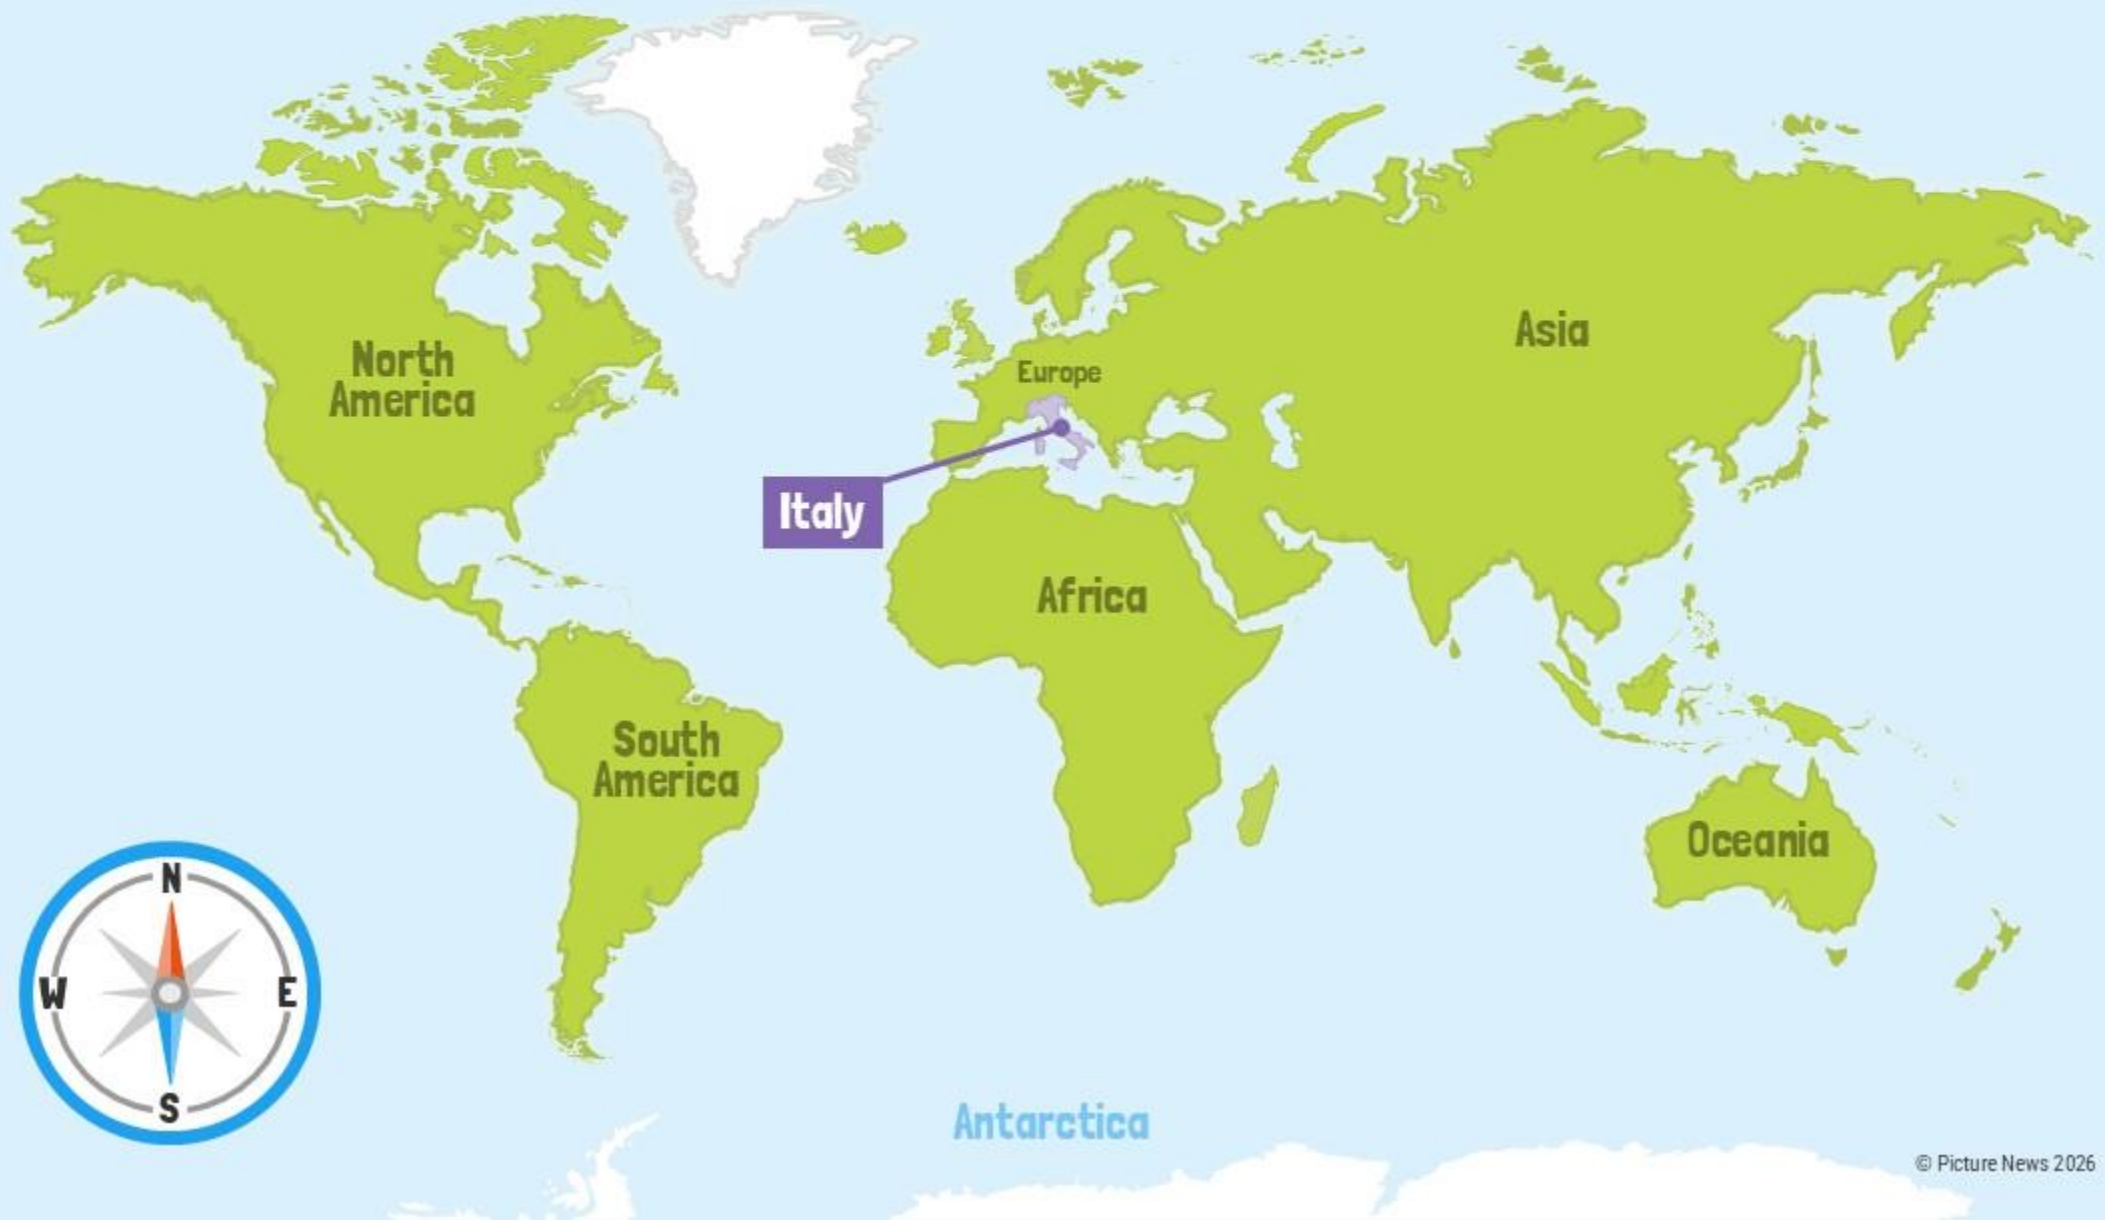 North
America
Europe
Asia
Italy
Africa
South
America
Oceania
N
W
E
S
Antarctica
© Picture News 2026